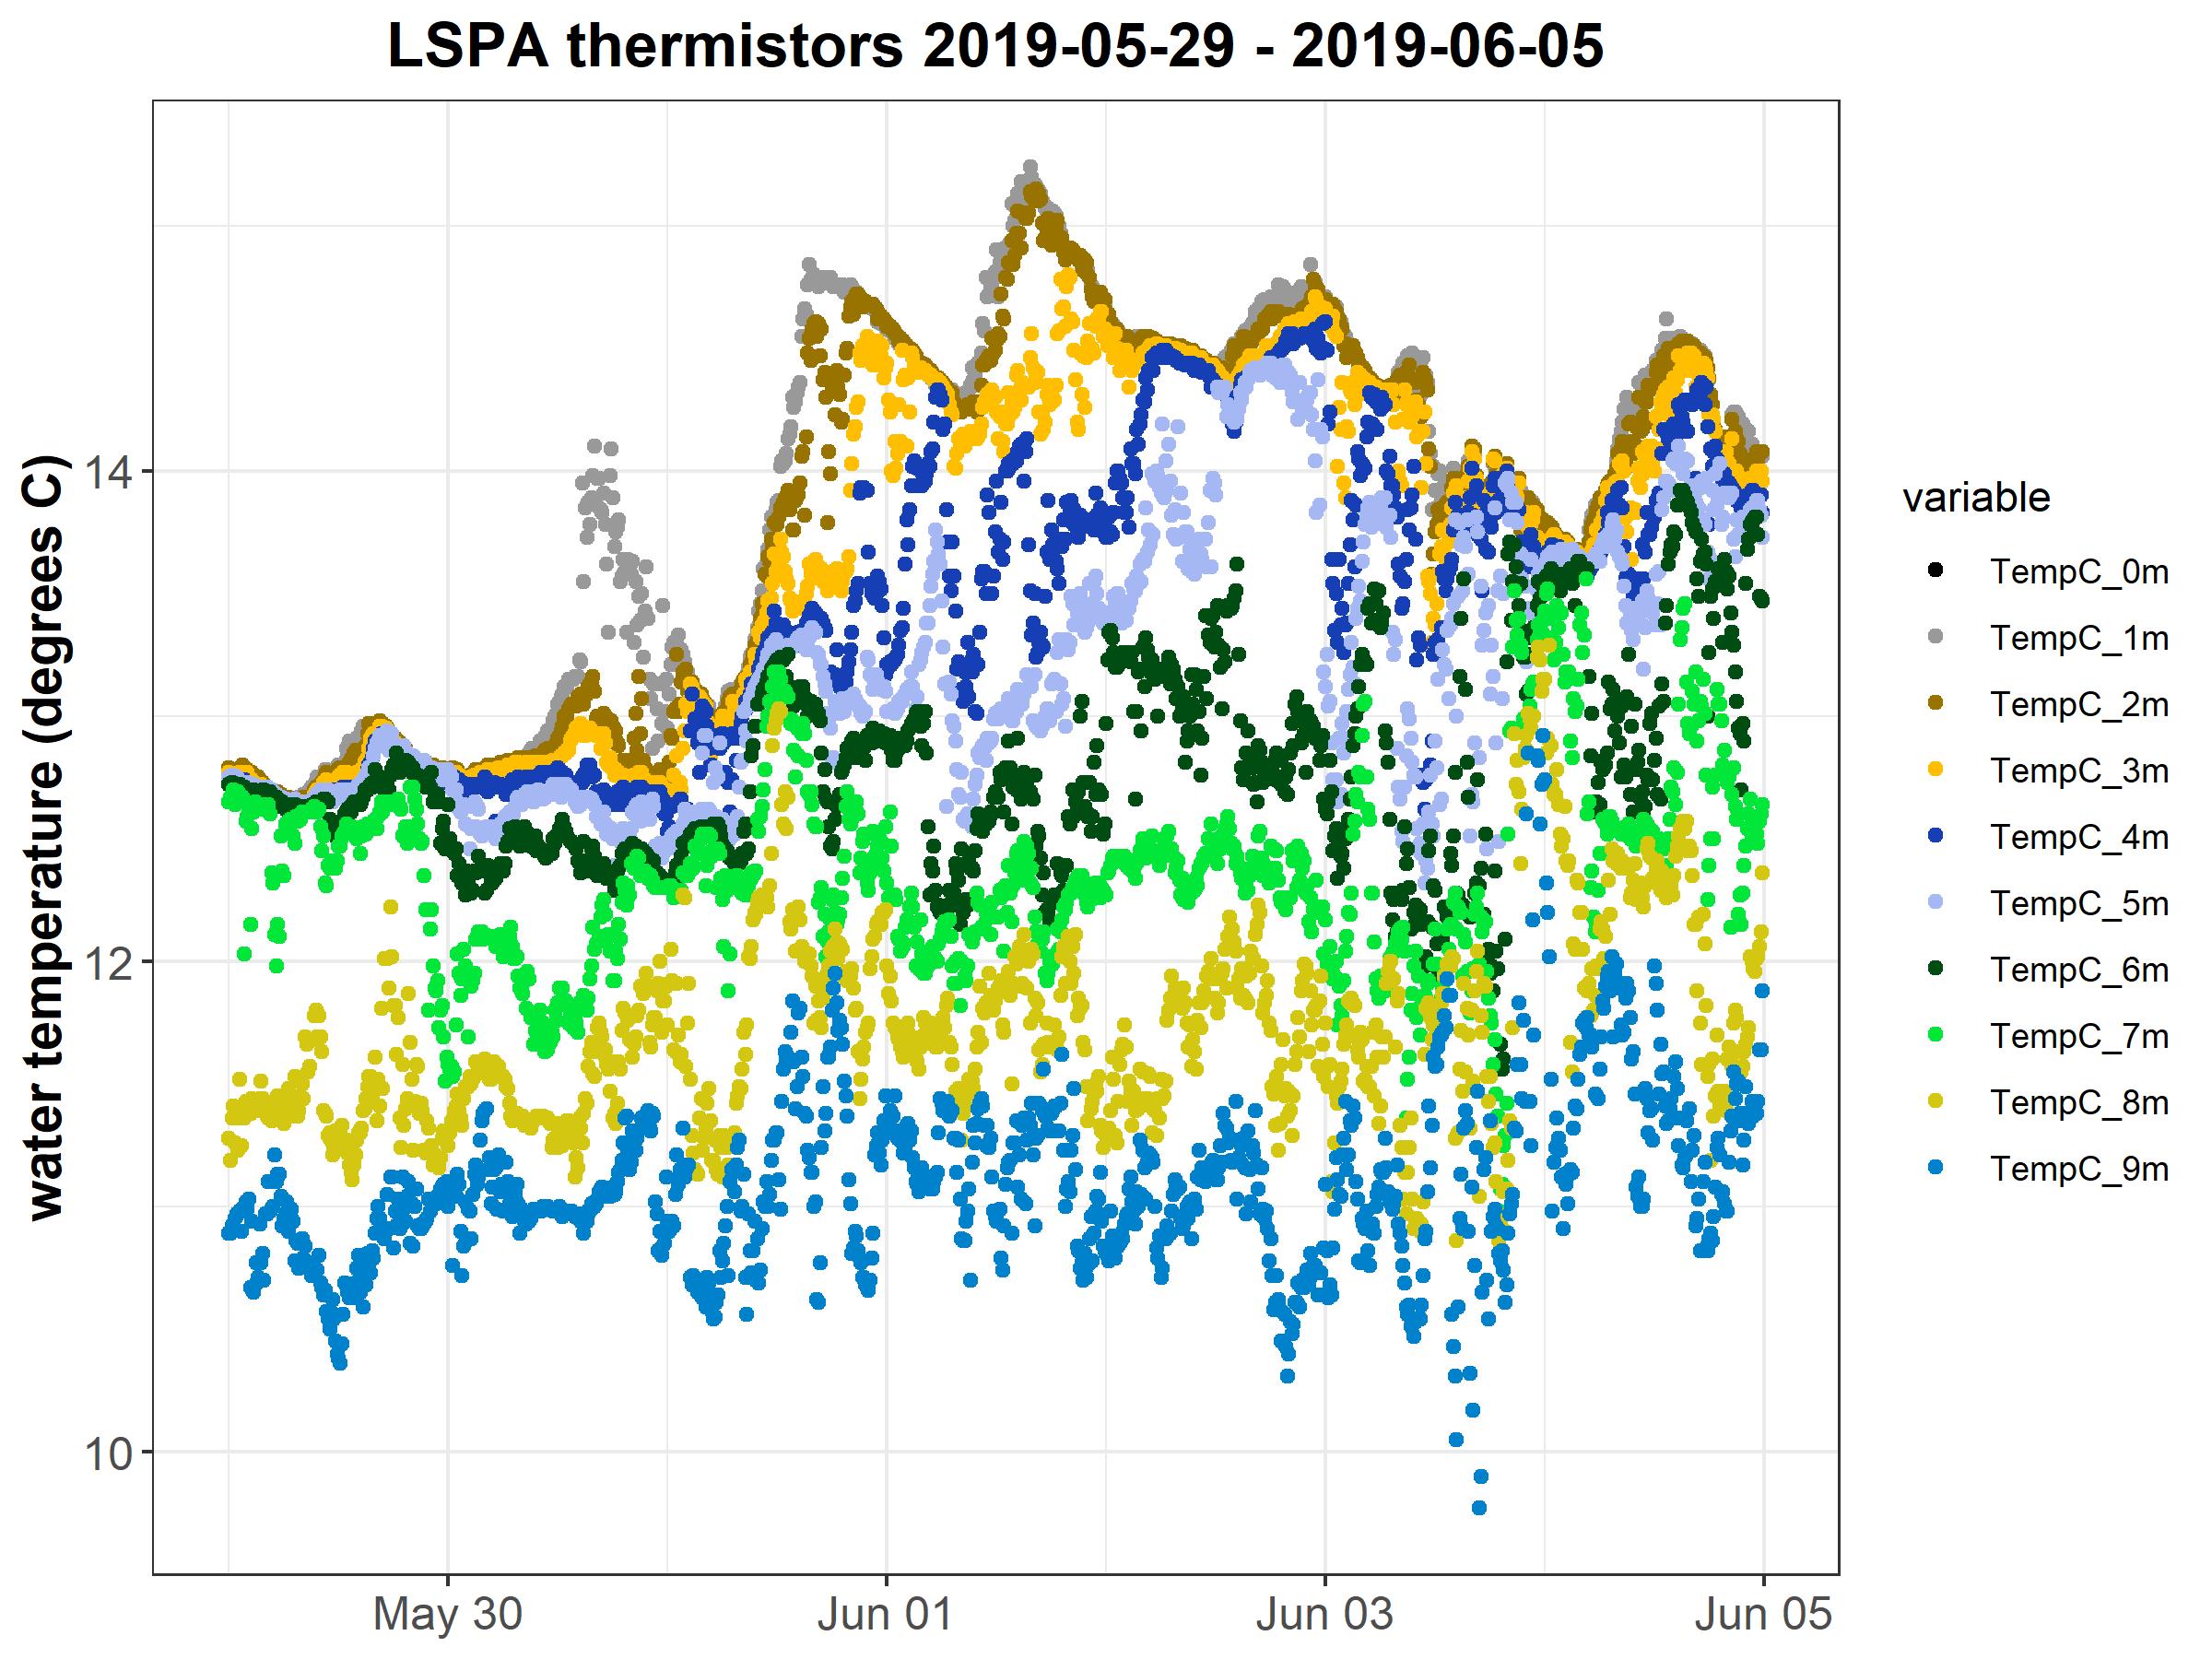 LSPA thermistors 2019-05-29 - 2019-06-05
water temperature (degrees C)
14
12
10
May 30
Jun 01
Jun 03
Jun 05
variable
TempC_0m
TempC_1m
TempC_2m
TempC_3m
TempC_4m
TempC_5m
TempC_6m
TempC_7m
TempC_8m
TempC_9m